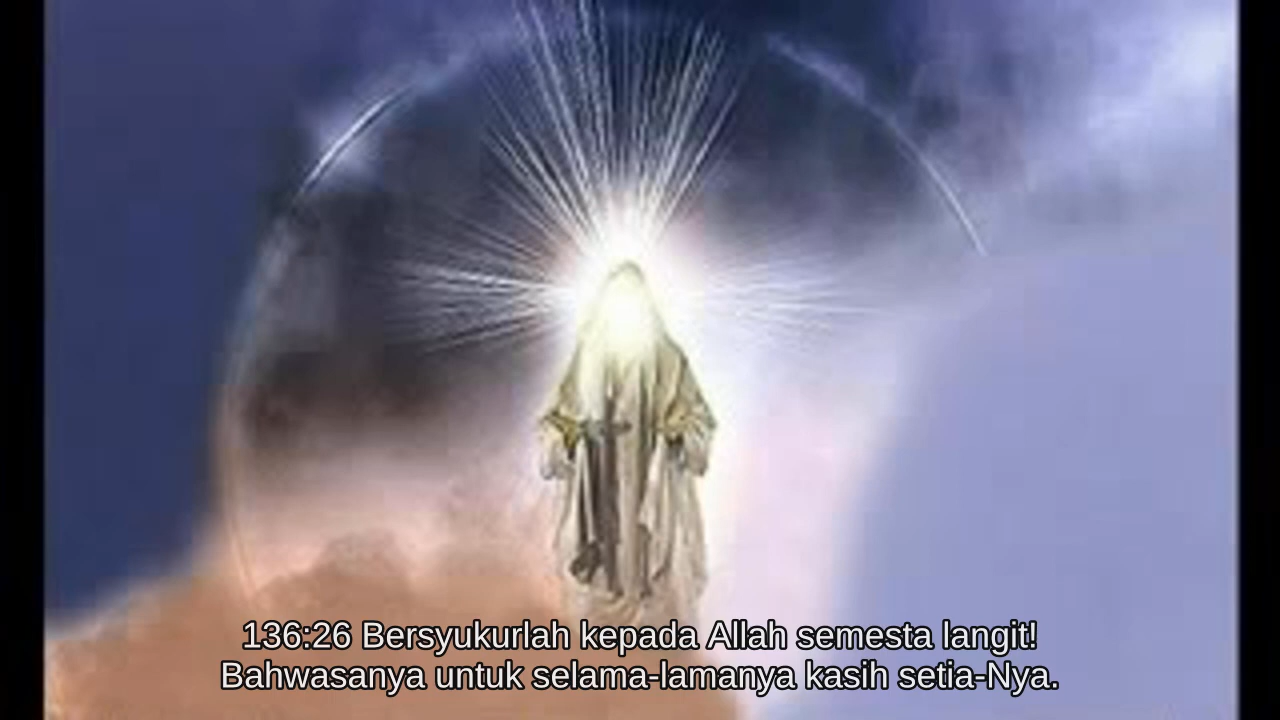 136:26 Bersyukurlah kepada Allah semesta langit!
Bahwasanya untuk selama-lamanya kasih setia-Nya.